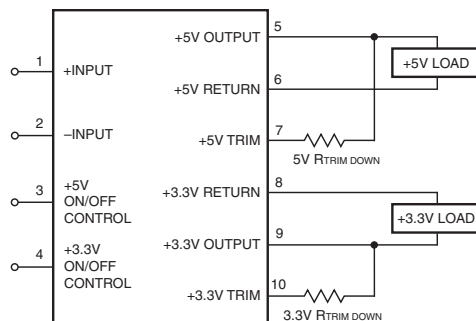 1
+INPUT
2
–INPUT
3
+5V
ON/OFF
CONTROL
4
+3.3V
ON/OFF
CONTROL
+5V OUTPUT
5
+5V RETURN
6
+5V TRIM
7
+5V LOAD
5V RTRIM DOWN
+3.3V RETURN
8
+3.3V OUTPUT
9
+3.3V LOAD
+3.3V TRIM
10
3.3V RTRIM DOWN